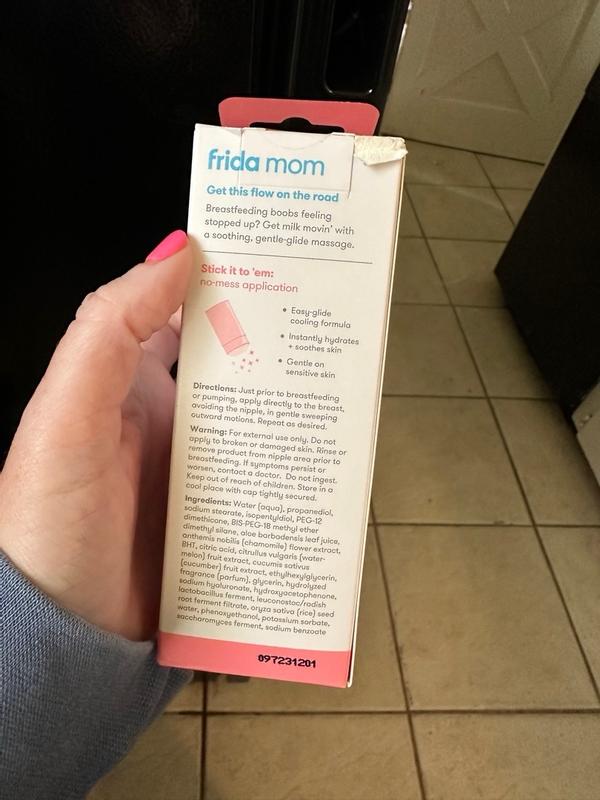 frida mom
Get this flow on the road
Breastfeeding boobs feeling
stopped up? Get milk movin' with
a soothing, gentle-glide massage.
Stick it to 'em:
no-mess application
• Easy-glide
cooling formula
• Instantly hydrates
+ soothes skin
• Gentle on
sensitive skin
Directions: Just prior to breastfeeding
or pumping, apply directly to the breast,
avoiding the nipple, in gentle sweeping
outward motions. Repeat as desired.
Warning: For external use only. Do not
apply to broken or damaged skin. Rinse or
remove product from nipple area prior to
breastfeeding. If symptoms persist or
worsen, contact a doctor. Do not ingest.
Keep out of reach of children. Store in a
cool place with cap tightly secured.
Ingredients: Water (aqua), propanediol,
sodium stearate, isopentyldiol, PEG-12
dimethicone, BIS-PEG-18 methyl ether
dimethyl silane, aloe barbadensis leaf juice,
anthemis nobilis (chamomile) flower extract,
BHT, citric acid, citrullus vulgaris (water-
melon) fruit extract, cucumis sativus
(cucumber) fruit extract, ethylhexylglycerin,
fragrance (parfum), glycerin, hydrolyzed
sodium hyaluronate, hydroxyacetophenone,
lactobacillus ferment, leuconostoc/radish
root ferment filtrate, oryza sativa (rice) seed
water, phenoxyethanol, potassium sorbate,
saccharomyces ferment, sodium benzoate
097231201